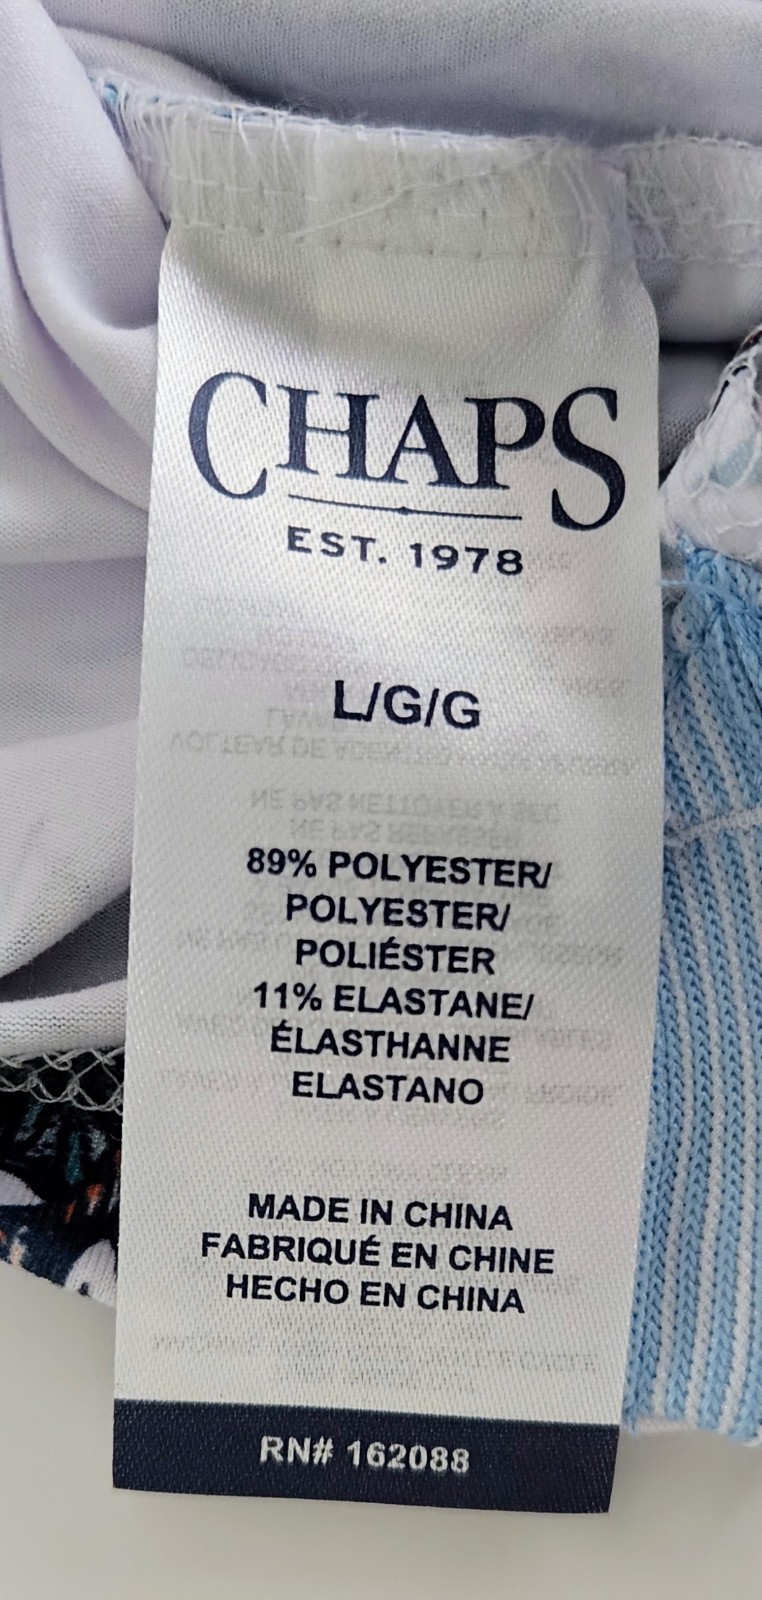 CHAPS
EST. 1978
L/G/G
89% POLYESTER/
POLYESTER/
POLIÉSTER
11% ELASTANE/
ÉLASTHANNE
ELASTANO
MADE IN CHINA
FABRIQUÉ EN CHINE
HECHO EN CHINA
RN# 162088